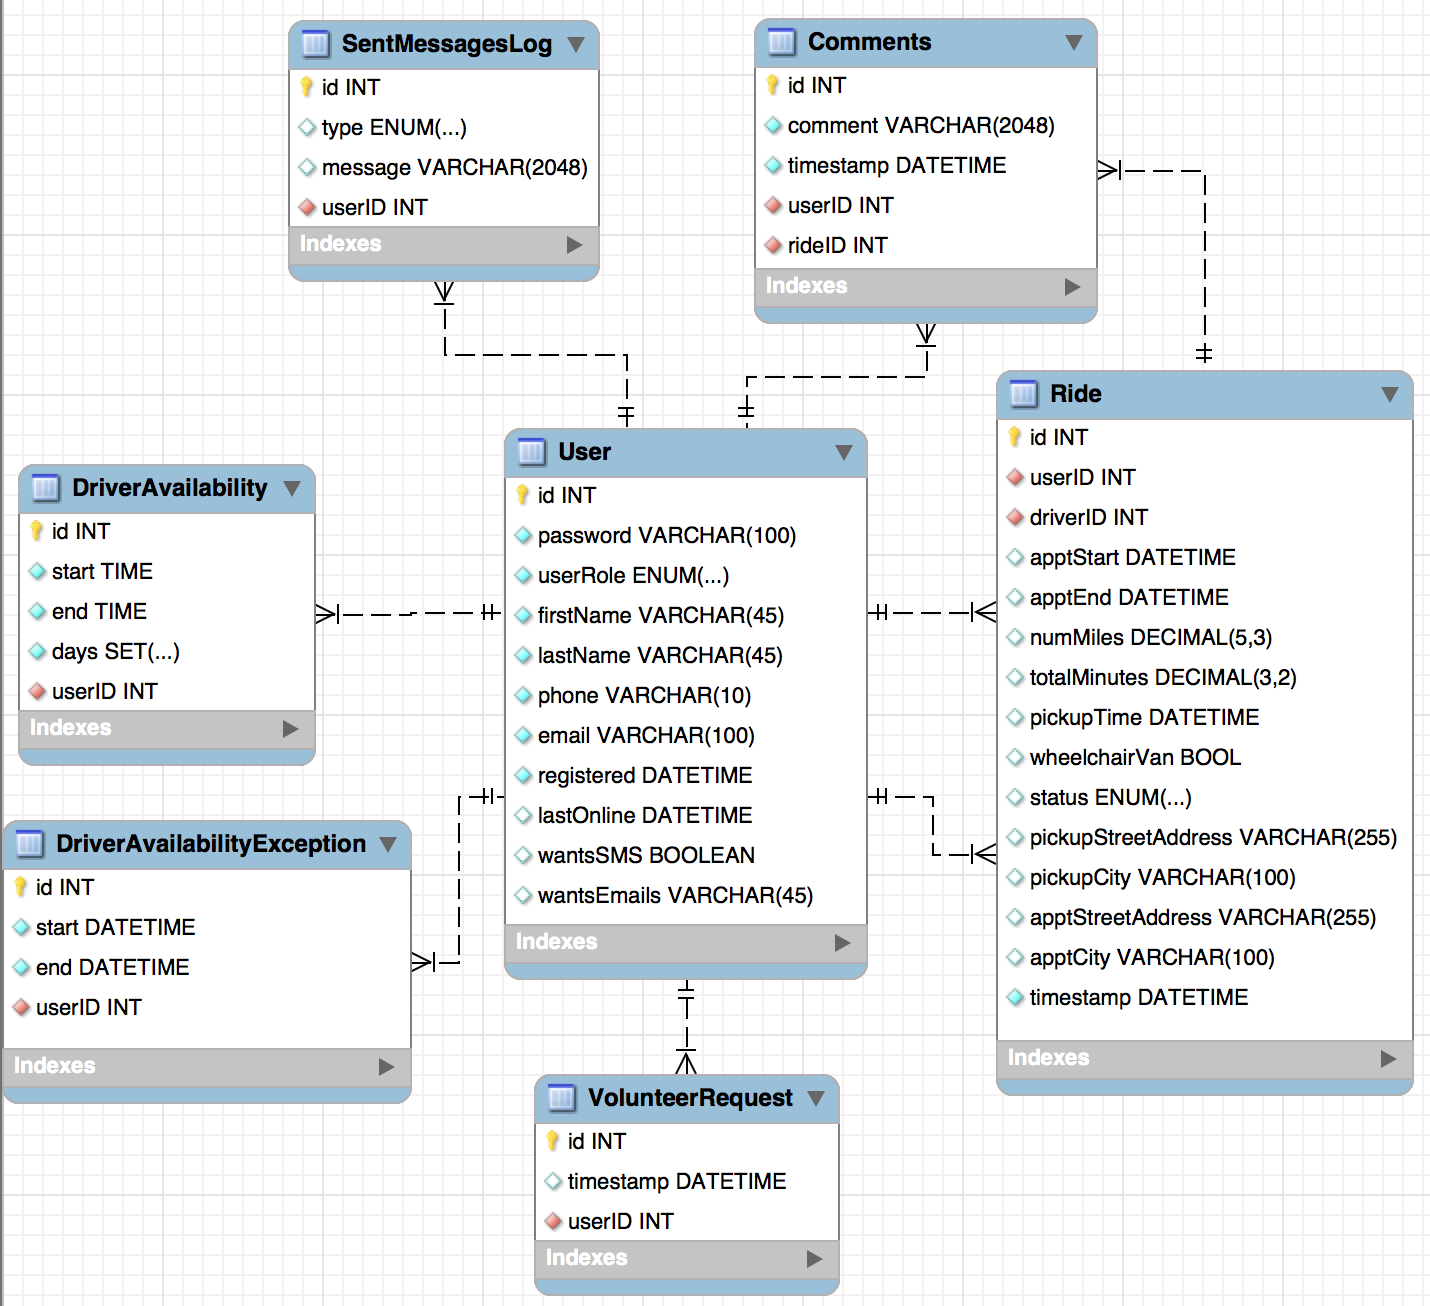 SentMessagesLog
id INT
type ENUM(...)
message VARCHAR(2048)
userID INT
Indexes
Comments
id INT
comment VARCHAR(2048)
timestamp DATETIME
userID INT
rideID INT
Indexes
DriverAvailability
id INT
start TIME
end TIME
days SET(...)
userID INT
Indexes
User
id INT
password VARCHAR(100)
userRole ENUM(...)
firstName VARCHAR(45)
lastName VARCHAR(45)
phone VARCHAR(10)
email VARCHAR(100)
registered DATETIME
lastOnline DATETIME
wantsSMS BOOLEAN
wantsEmails VARCHAR(45)
Indexes
Ride
id INT
userID INT
driverID INT
apptStart DATETIME
apptEnd DATETIME
numMiles DECIMAL(5,3)
totalMinutes DECIMAL(3,2)
pickupTime DATETIME
wheelchairVan BOOL
status ENUM(...)
pickupStreetAddress VARCHAR(255)
pickupCity VARCHAR(100)
apptStreetAddress VARCHAR(255)
apptCity VARCHAR(100)
timestamp DATETIME
Indexes
DriverAvailabilityException
id INT
start DATETIME
end DATETIME
userID INT
Indexes
VolunteerRequest
id INT
timestamp DATETIME
userID INT
Indexes